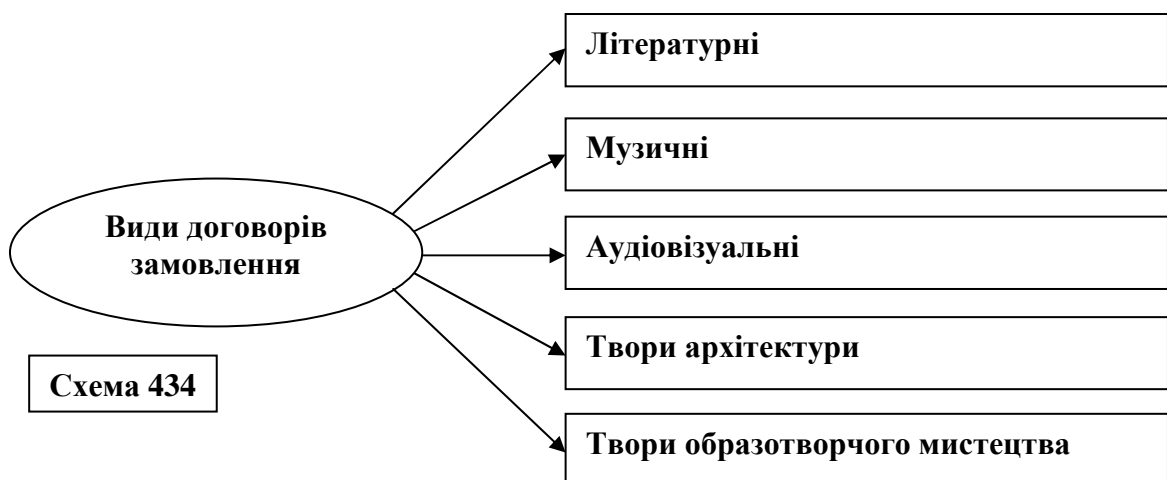 Літературні
Музичні
Види договорів
замовлення
Аудіовізуальні
Твори архітектури
Схема 434
Твори образотворчого мистецтва